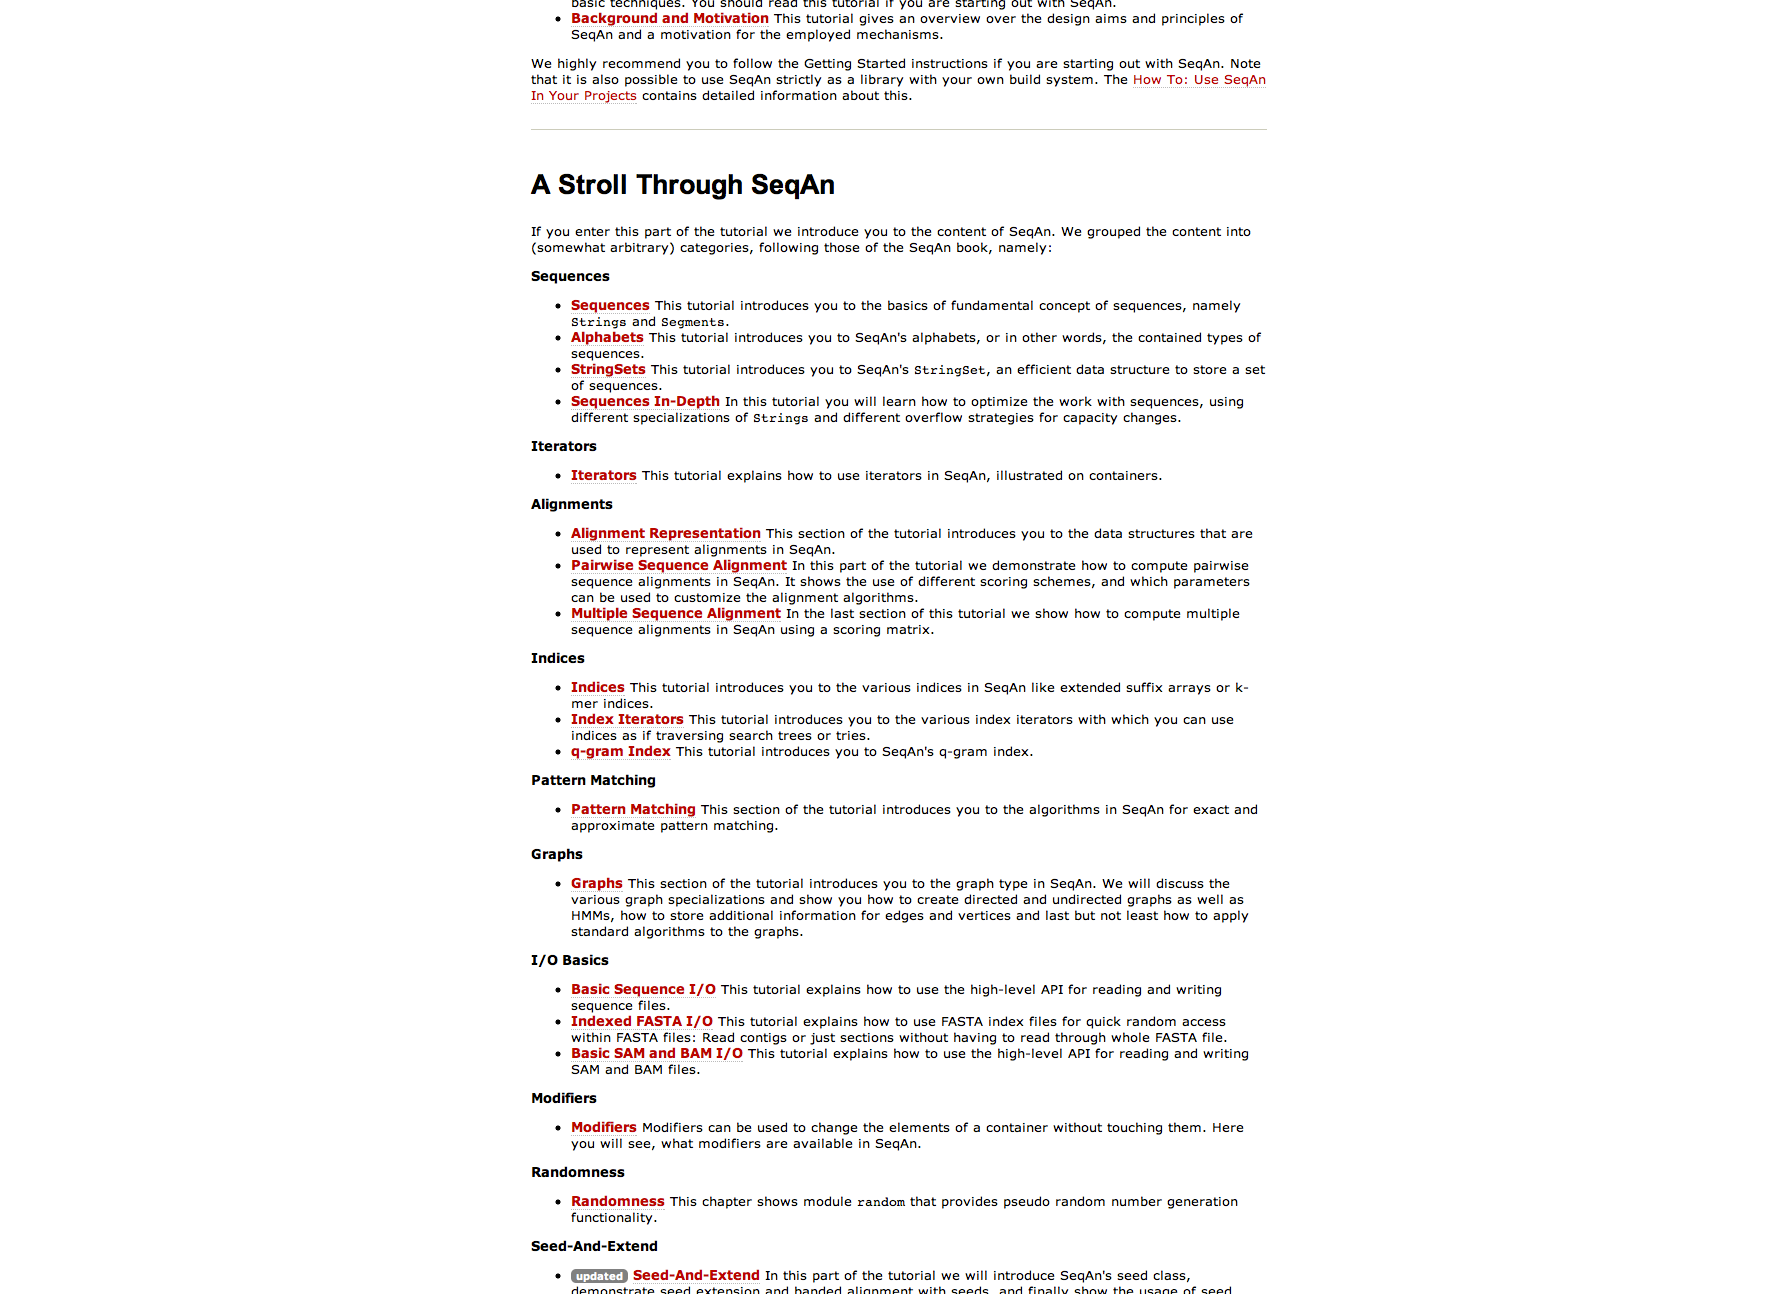 basic techniques. You should read this tutorial if you are starting out with SeqAn.
Background and Motivation This tutorial gives an overview over the design aims and principles of
SeqAn and a motivation for the employed mechanisms.
We highly recommend you to follow the Getting Started instructions if you are starting out with SeqAn. Note
that it is also possible to use SeqAn strictly as a library with your own build system. The How To: Use SeqAn
In Your Projects contains detailed information about this.
A Stroll Through SeqAn
If you enter this part of the tutorial we introduce you to the content of SeqAn. We grouped the content into
(somewhat arbitrary) categories, following those of the SeqAn book, namely:
Sequences
Sequences This tutorial introduces you to the basics of fundamental concept of sequences, namely
Strings and Segments.
Alphabets This tutorial introduces you to SeqAn's alphabets, or in other words, the contained types of
sequences.
StringSets This tutorial introduces you to SeqAn's StringSet, an efficient data structure to store a set
of sequences.
Sequences In-Depth In this tutorial you will learn how to optimize the work with sequences, using
different specializations of Strings and different overflow strategies for capacity changes.
Iterators
Iterators This tutorial explains how to use iterators in SeqAn, illustrated on containers.
Alignments
Alignment Representation This section of the tutorial introduces you to the data structures that are
used to represent alignments in SeqAn.
Pairwise Sequence Alignment In this part of the tutorial we demonstrate how to compute pairwise
sequence alignments in SeqAn. It shows the use of different scoring schemes, and which parameters
can be used to customize the alignment algorithms.
Multiple Sequence Alignment In the last section of this tutorial we show how to compute multiple
sequence alignments in SeqAn using a scoring matrix.
Indices
Indices This tutorial introduces you to the various indices in SeqAn like extended suffix arrays or k-
mer indices.
Index Iterators This tutorial introduces you to the various index iterators with which you can use
indices as if traversing search trees or tries.
q-gram Index This tutorial introduces you to SeqAn's q-gram index.
Pattern Matching
Pattern Matching This section of the tutorial introduces you to the algorithms in SeqAn for exact and
approximate pattern matching.
Graphs
Graphs This section of the tutorial introduces you to the graph type in SeqAn. We will discuss the
various graph specializations and show you how to create directed and undirected graphs as well as
HMMs, how to store additional information for edges and vertices and last but not least how to apply
standard algorithms to the graphs.
I/O Basics
Basic Sequence I/O This tutorial explains how to use the high-level API for reading and writing
sequence files.
Indexed FASTA I/O This tutorial explains how to use FASTA index files for quick random access
within FASTA files: Read contigs or just sections without having to read through whole FASTA file.
Basic SAM and BAM I/O This tutorial explains how to use the high-level API for reading and writing
SAM and BAM files.
Modifiers
Modifiers Modifiers can be used to change the elements of a container without touching them. Here
you will see, what modifiers are available in SeqAn.
Randomness
Randomness This chapter shows module random that provides pseudo random number generation
functionality.
Seed-And-Extend
updated Seed-And-Extend In this part of the tutorial we will introduce SeqAn's seed class,
demonstrate seed extension and banded alignment with seeds, and finally show the usage of seed